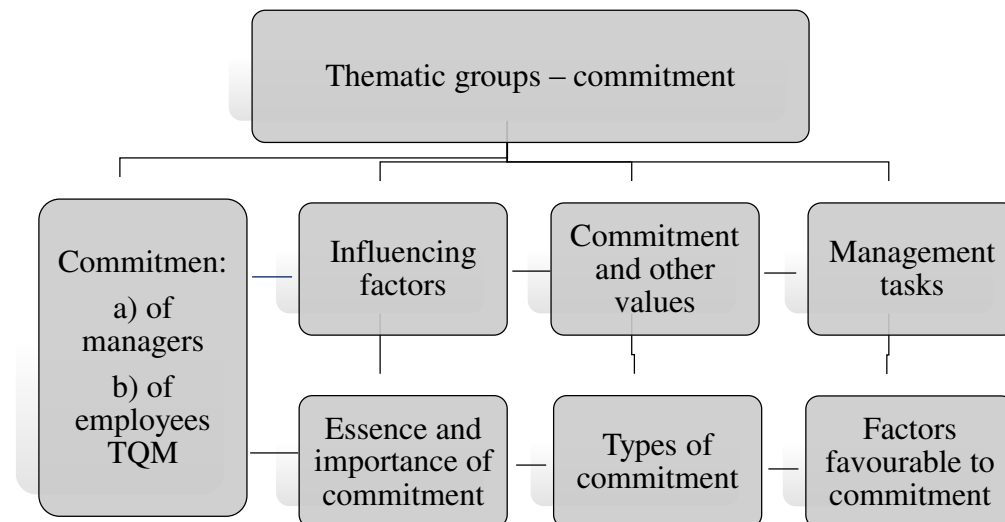 Thematic groups – commitment
Commitmen:
a) of
managers
b) of
employees
TQM
Influencing
factors
Commitment
and other
values
Management
tasks
Essence and
importance of
commitment
Types of
commitment
Factors
favourable to
commitment